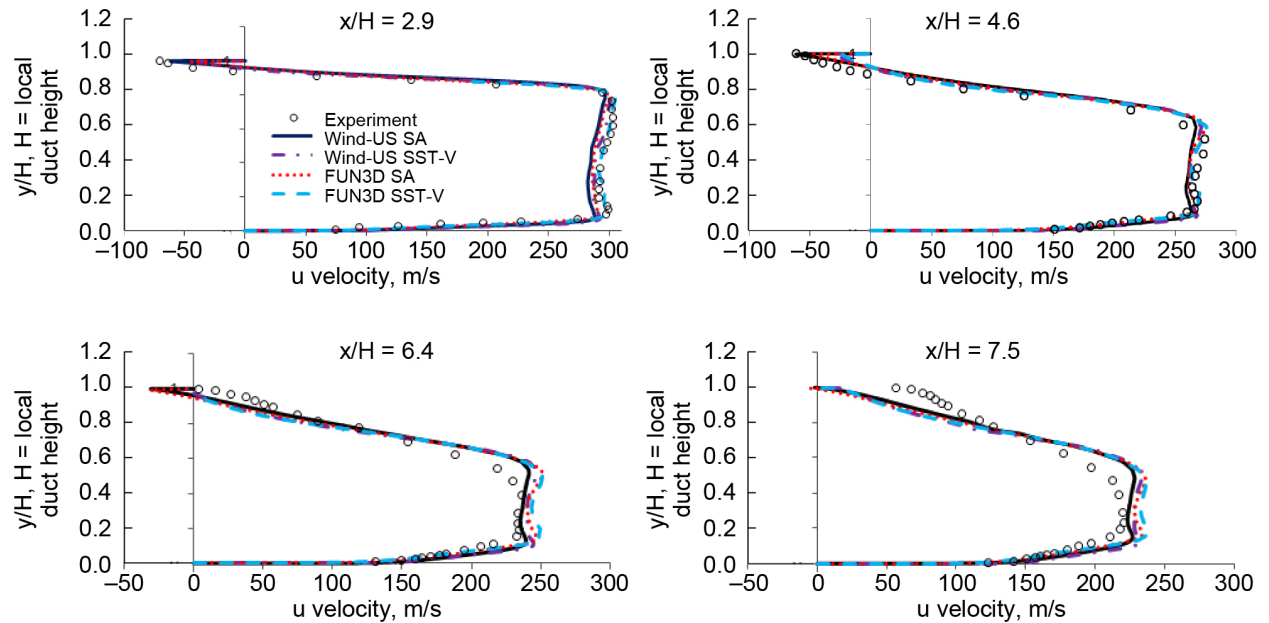 x/H = 2.9
1.2
1.0
0.8
0.6
0.4
0.2
0.0
y/H, H = local
duct height
Experiment
Wind-US SA
Wind-US SST-V
FUN3D SA
FUN3D SST-V
–100 –50 0 50 100 150 200 250 300
u velocity, m/s
x/H = 4.6
1.2
1.0
0.8
0.6
0.4
0.2
0.0
y/H, H = local
duct height
–100 –50 0 50 100 150 200 250 300
u velocity, m/s
x/H = 6.4
1.2
1.0
0.8
0.6
0.4
0.2
0.0
y/H, H = local
duct height
–50 0 50 100 150 200 250 300
u velocity, m/s
x/H = 7.5
1.2
1.0
0.8
0.6
0.4
0.2
0.0
y/H, H = local
duct height
–50 0 50 100 150 200 250 300
u velocity, m/s